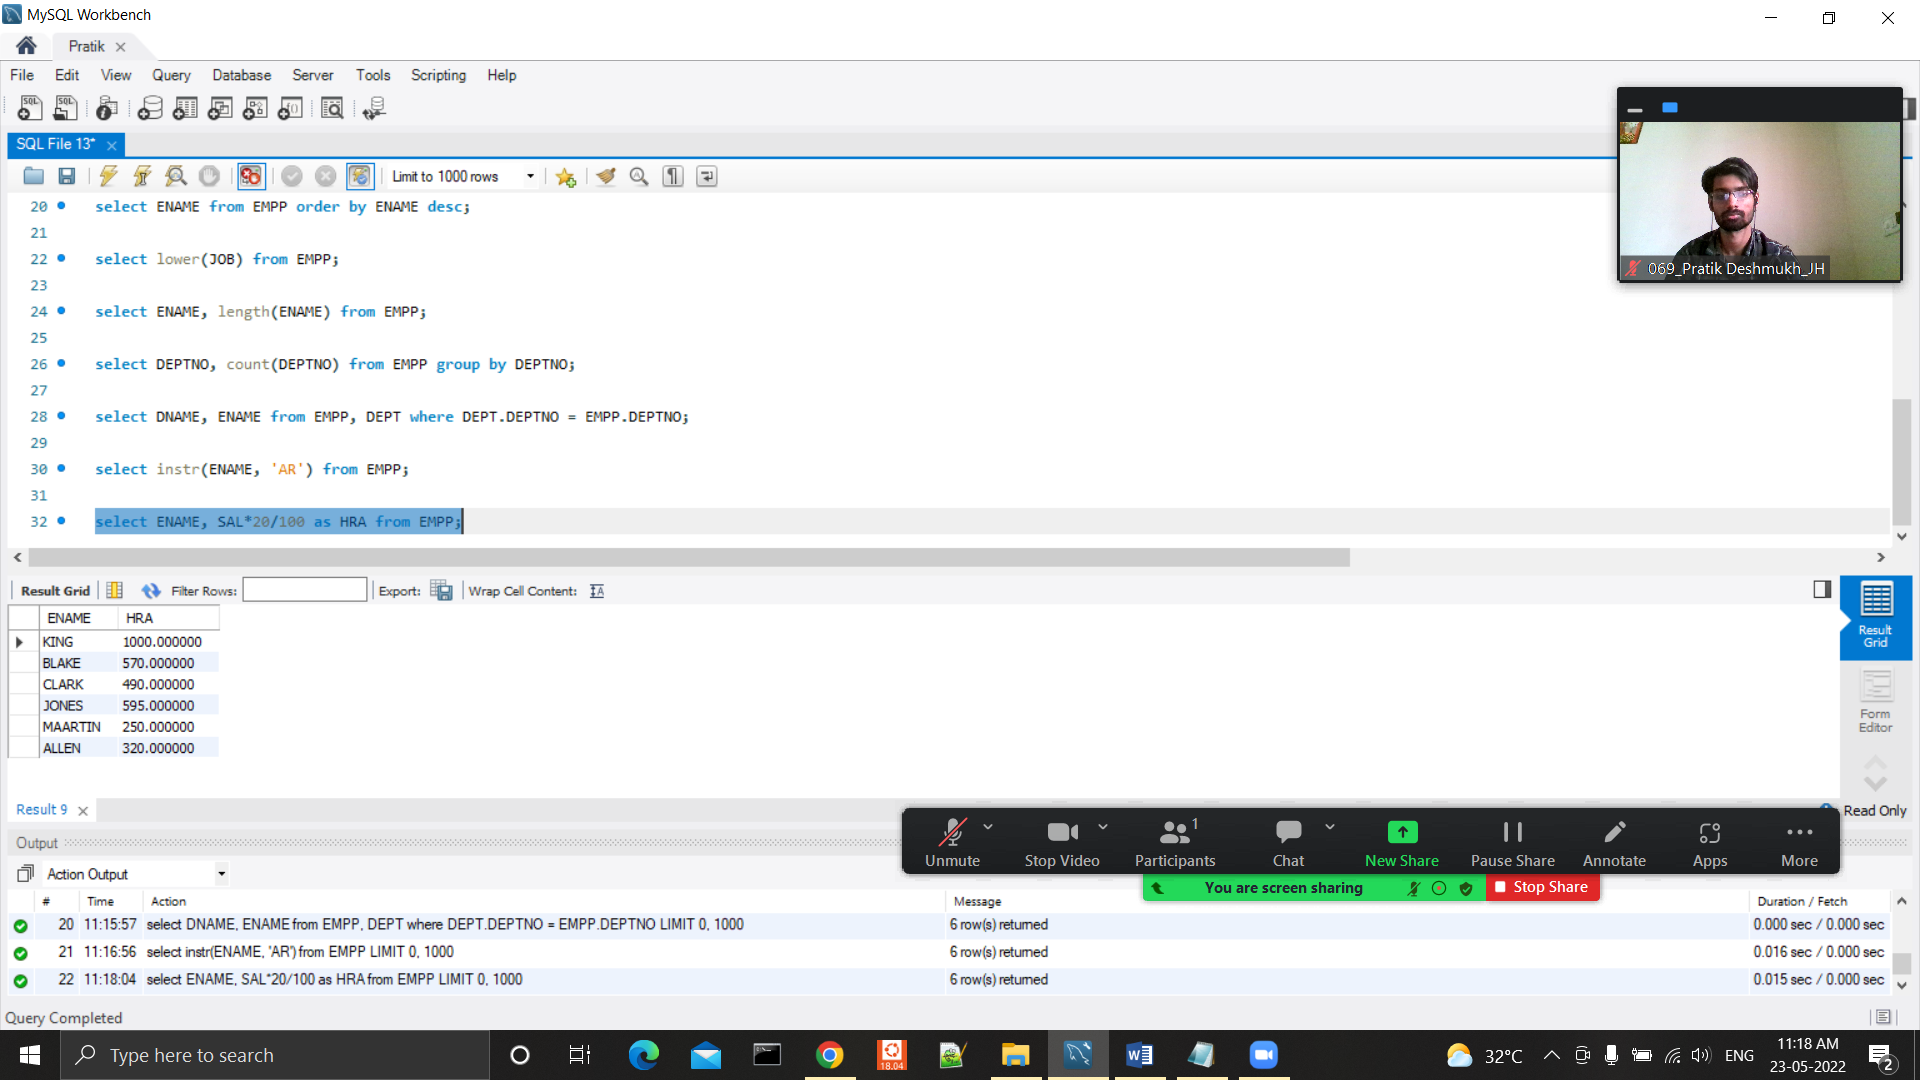 MySQL Workbench
Pratik
File Edit View Query Database Server Tools Scripting Help
SQL File 13*
Limit to 1000 rows
20 select ENAME from EMPP order by ENAME desc;
21
22 select lower(JOB) from EMPP;
23
24 select ENAME, length(ENAME) from EMPP;
25
26 select DEPTNO, count(DEPTNO) from EMPP group by DEPTNO;
27
28 select DNAME, ENAME from EMPP, DEPT where DEPT.DEPTNO = EMPP.DEPTNO;
29
30 select instr(ENAME, 'AR') from EMPP;
31
32 select ENAME, SAL*20/100 as HRA from EMPP;
069_Pratik Deshmukh_JH
Result Grid Filter Rows: Export: Wrap Cell Content:
ENAME HRA
KING 1000.000000
BLAKE 570.000000
CLARK 490.000000
JONES 595.000000
MAARTIN 250.000000
ALLEN 320.000000
Result
Grid
Form
Editor
Result 9
Read Only
Output
Unmute Stop Video Participants 1 Chat New Share Pause Share Annotate Apps More
You are screen sharing Stop Share
Action Output
# Time Action Message Duration / Fetch
20 11:15:57 select DNAME, ENAME from EMPP, DEPT where DEPT.DEPTNO = EMPP.DEPTNO LIMIT 0, 1000 6 row(s) returned 0.000 sec / 0.000 sec
21 11:16:56 select instr(ENAME, 'AR') from EMPP LIMIT 0, 1000 6 row(s) returned 0.016 sec / 0.000 sec
22 11:18:04 select ENAME, SAL*20/100 as HRA from EMPP LIMIT 0, 1000 6 row(s) returned 0.015 sec / 0.000 sec
Query Completed
Type here to search
18.04
32°C
ENG
11:18 AM
23-05-2022
2